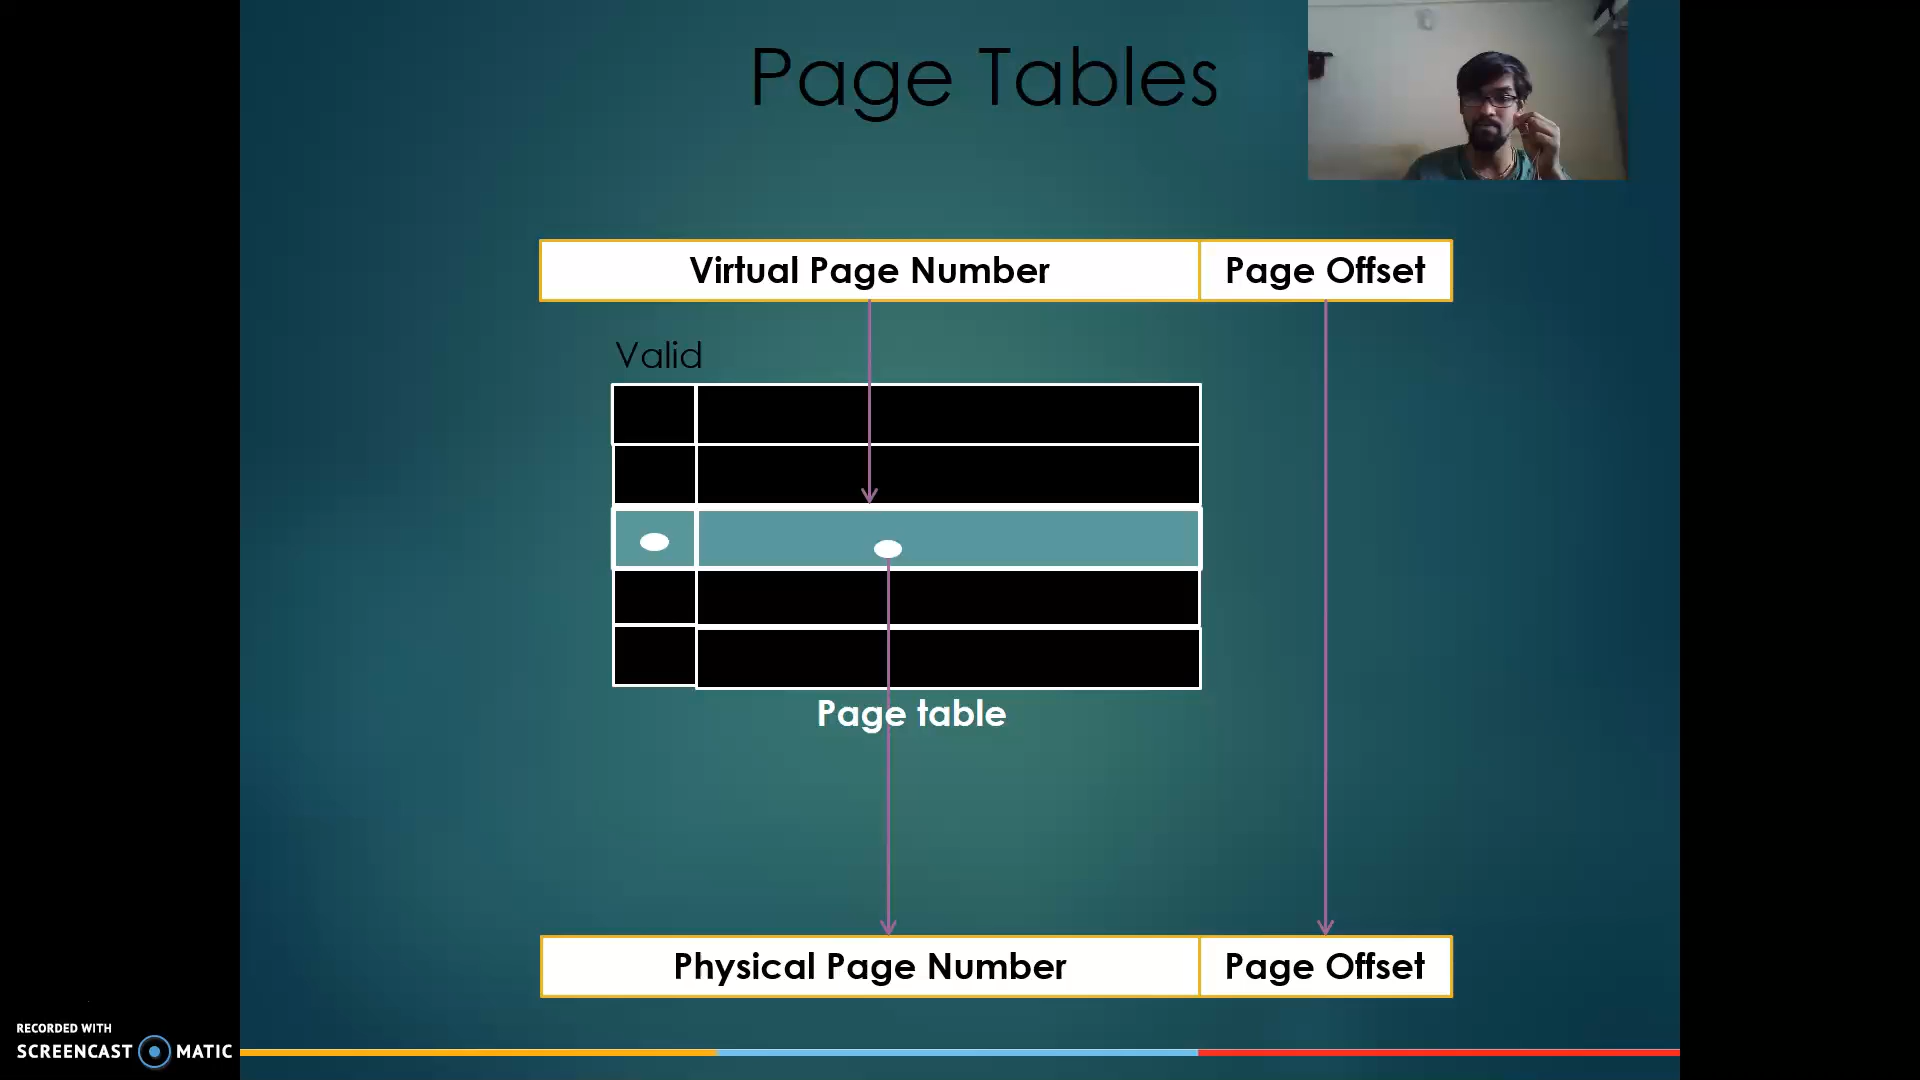 Page Tables
Virtual Page Number Page Offset
Valid
Page table
Physical Page Number Page Offset
RECORDED WITH
SCREENCAST MATIC